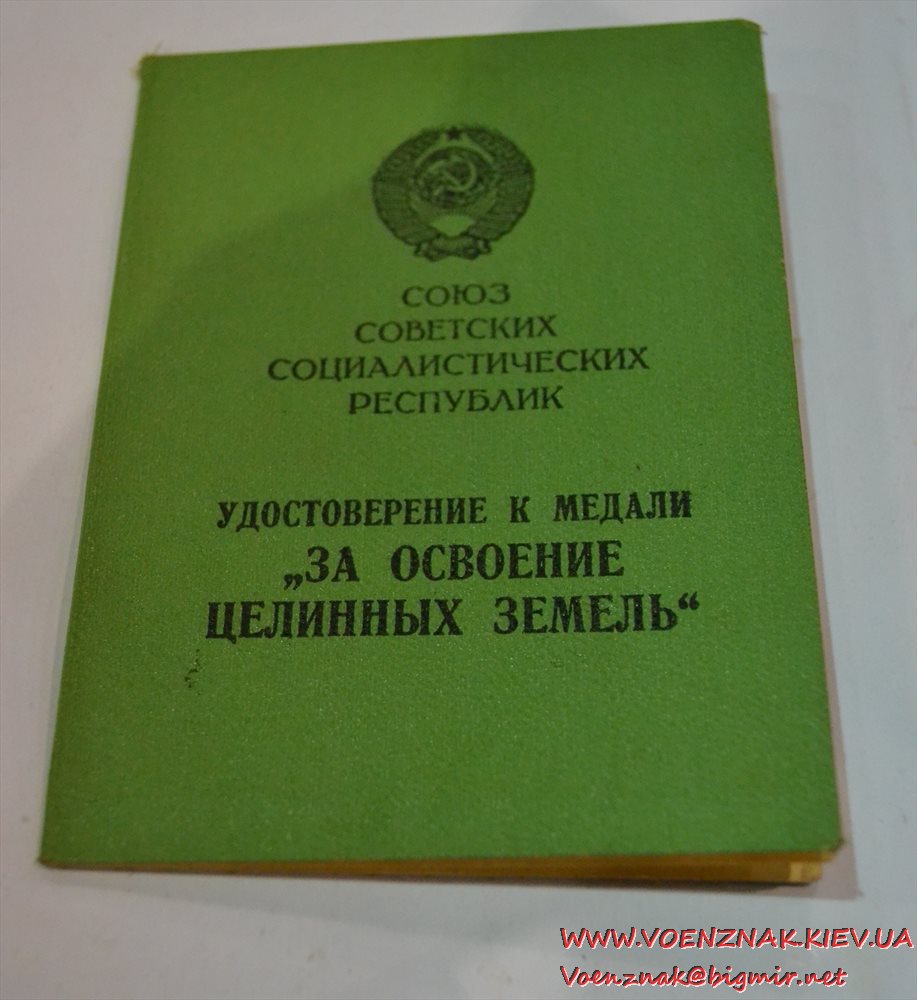 СОЮЗ
СОВЕТСКИХ
СОЦИАЛИСТИЧЕСКИХ
РЕСПУБЛИК
УДОСТОВЕРЕНИЕ К МЕДАЛИ
„ЗА ОСВОЕНИЕ
ЦЕЛИННЫХ ЗЕМЕЛЬ“
WWW.VOENZNAK.KIEV.UA
Voenznak@bigmir.net